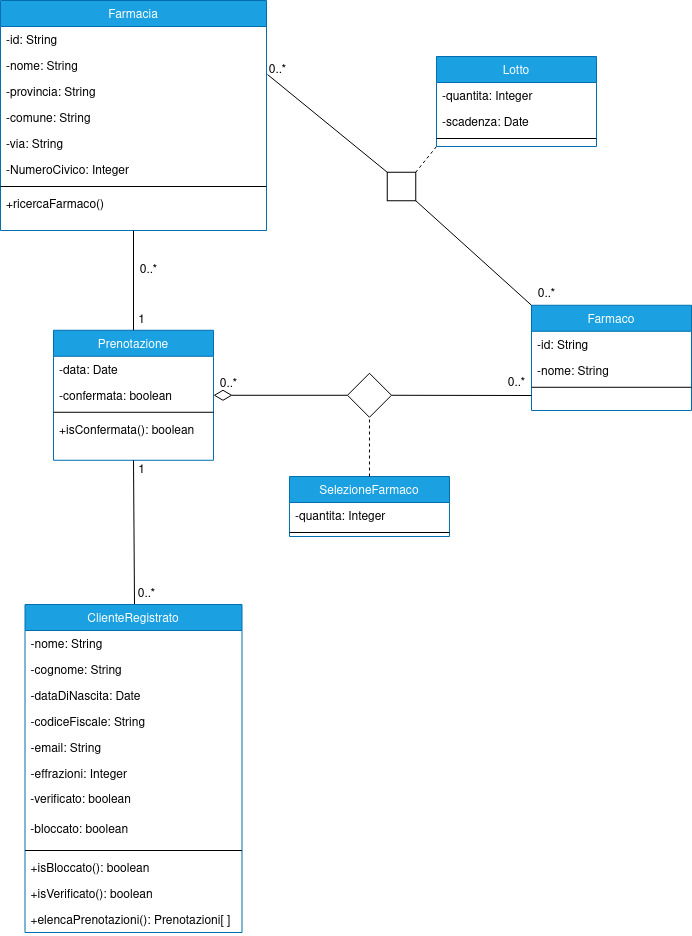 Farmacia
-id: String
-nome: String
-provincia: String
-comune: String
-via: String
-NumeroCivico: Integer
+ricercaFarmaco()
0..*
Lotto
-quantita: Integer
-scadenza: Date
0..*
1
0..*
Farmaco
-id: String
-nome: String
Prenotazione
-data: Date
-confermata: boolean
+isConfermata(): boolean
0..*
0..*
SelezioneFarmaco
-quantita: Integer
1
0..*
ClienteRegistrato
-nome: String
-cognome: String
-dataDiNascita: Date
-codiceFiscale: String
-email: String
-effrazioni: Integer
-verificato: boolean
-bloccato: boolean
+isBloccato(): boolean
+isVerificato(): boolean
+elencaPrenotazioni(): Prenotazioni[ ]